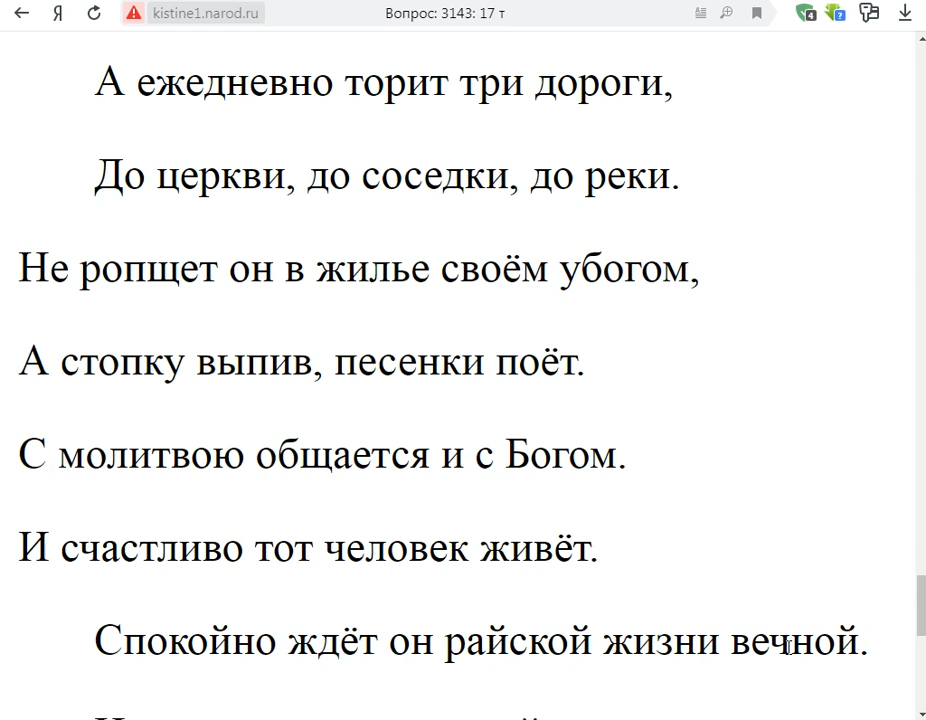 Я kistine1.narod.ru Вопрос: 3143: 17 т 4 ?
А ежедневно торит три дороги,
До церкви, до соседки, до реки.
Не ропщет он в жилье своём убогом,
А стопку выпив, песенки поёт.
С молитвою общается и с Богом.
И счастливо тот человек живёт.
Спокойно ждёт он райской жизни вечной.